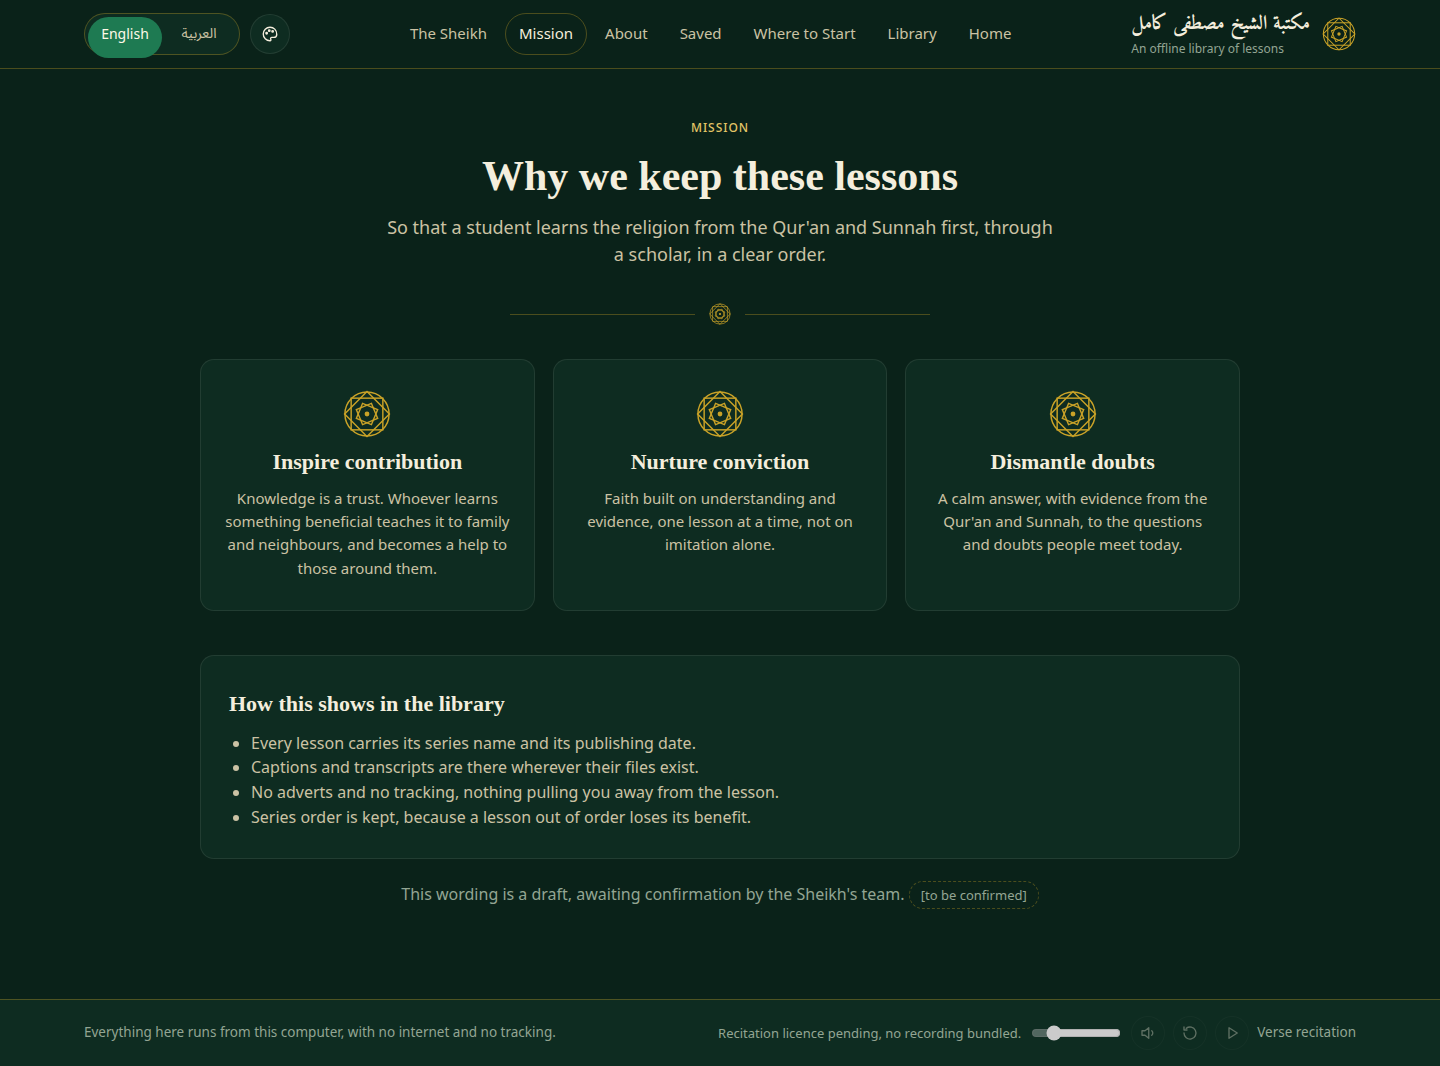 English
العربية
The Sheikh
Mission
About
Saved
Where to Start
Library
Home
مكتبة الشيخ مصطفى كامل
An offline library of lessons
MISSION
Why we keep these lessons
So that a student learns the religion from the Qur'an and Sunnah first, through
a scholar, in a clear order.
Inspire contribution
Knowledge is a trust. Whoever learns
something beneficial teaches it to family
and neighbours, and becomes a help to
those around them.
Nurture conviction
Faith built on understanding and
evidence, one lesson at a time, not on
imitation alone.
Dismantle doubts
A calm answer, with evidence from the
Qur'an and Sunnah, to the questions
and doubts people meet today.
How this shows in the library
Every lesson carries its series name and its publishing date.
Captions and transcripts are there wherever their files exist.
No adverts and no tracking, nothing pulling you away from the lesson.
Series order is kept, because a lesson out of order loses its benefit.
This wording is a draft, awaiting confirmation by the Sheikh's team. [to be confirmed]
Everything here runs from this computer, with no internet and no tracking.
Recitation licence pending, no recording bundled.
Verse recitation